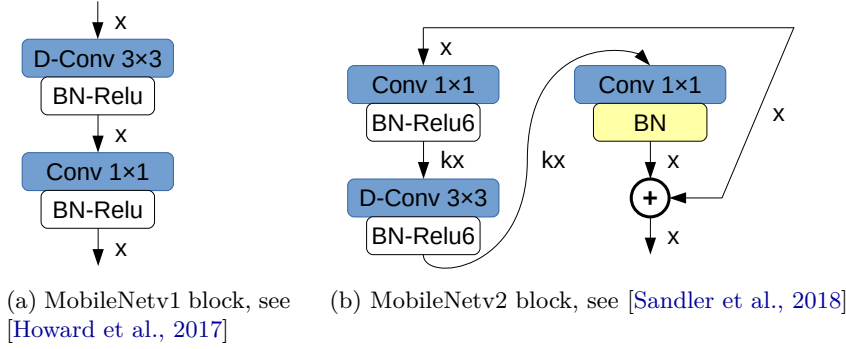 x
D-Conv 3×3
BN-Relu
x
Conv 1×1
BN-Relu
x
(a) MobileNetv1 block, see
[Howard et al., 2017]
x
Conv 1×1
BN-Relu6
kx
D-Conv 3×3
BN-Relu6
kx
Conv 1×1
BN
x
x
+
x
(b) MobileNetv2 block, see [Sandler et al., 2018]